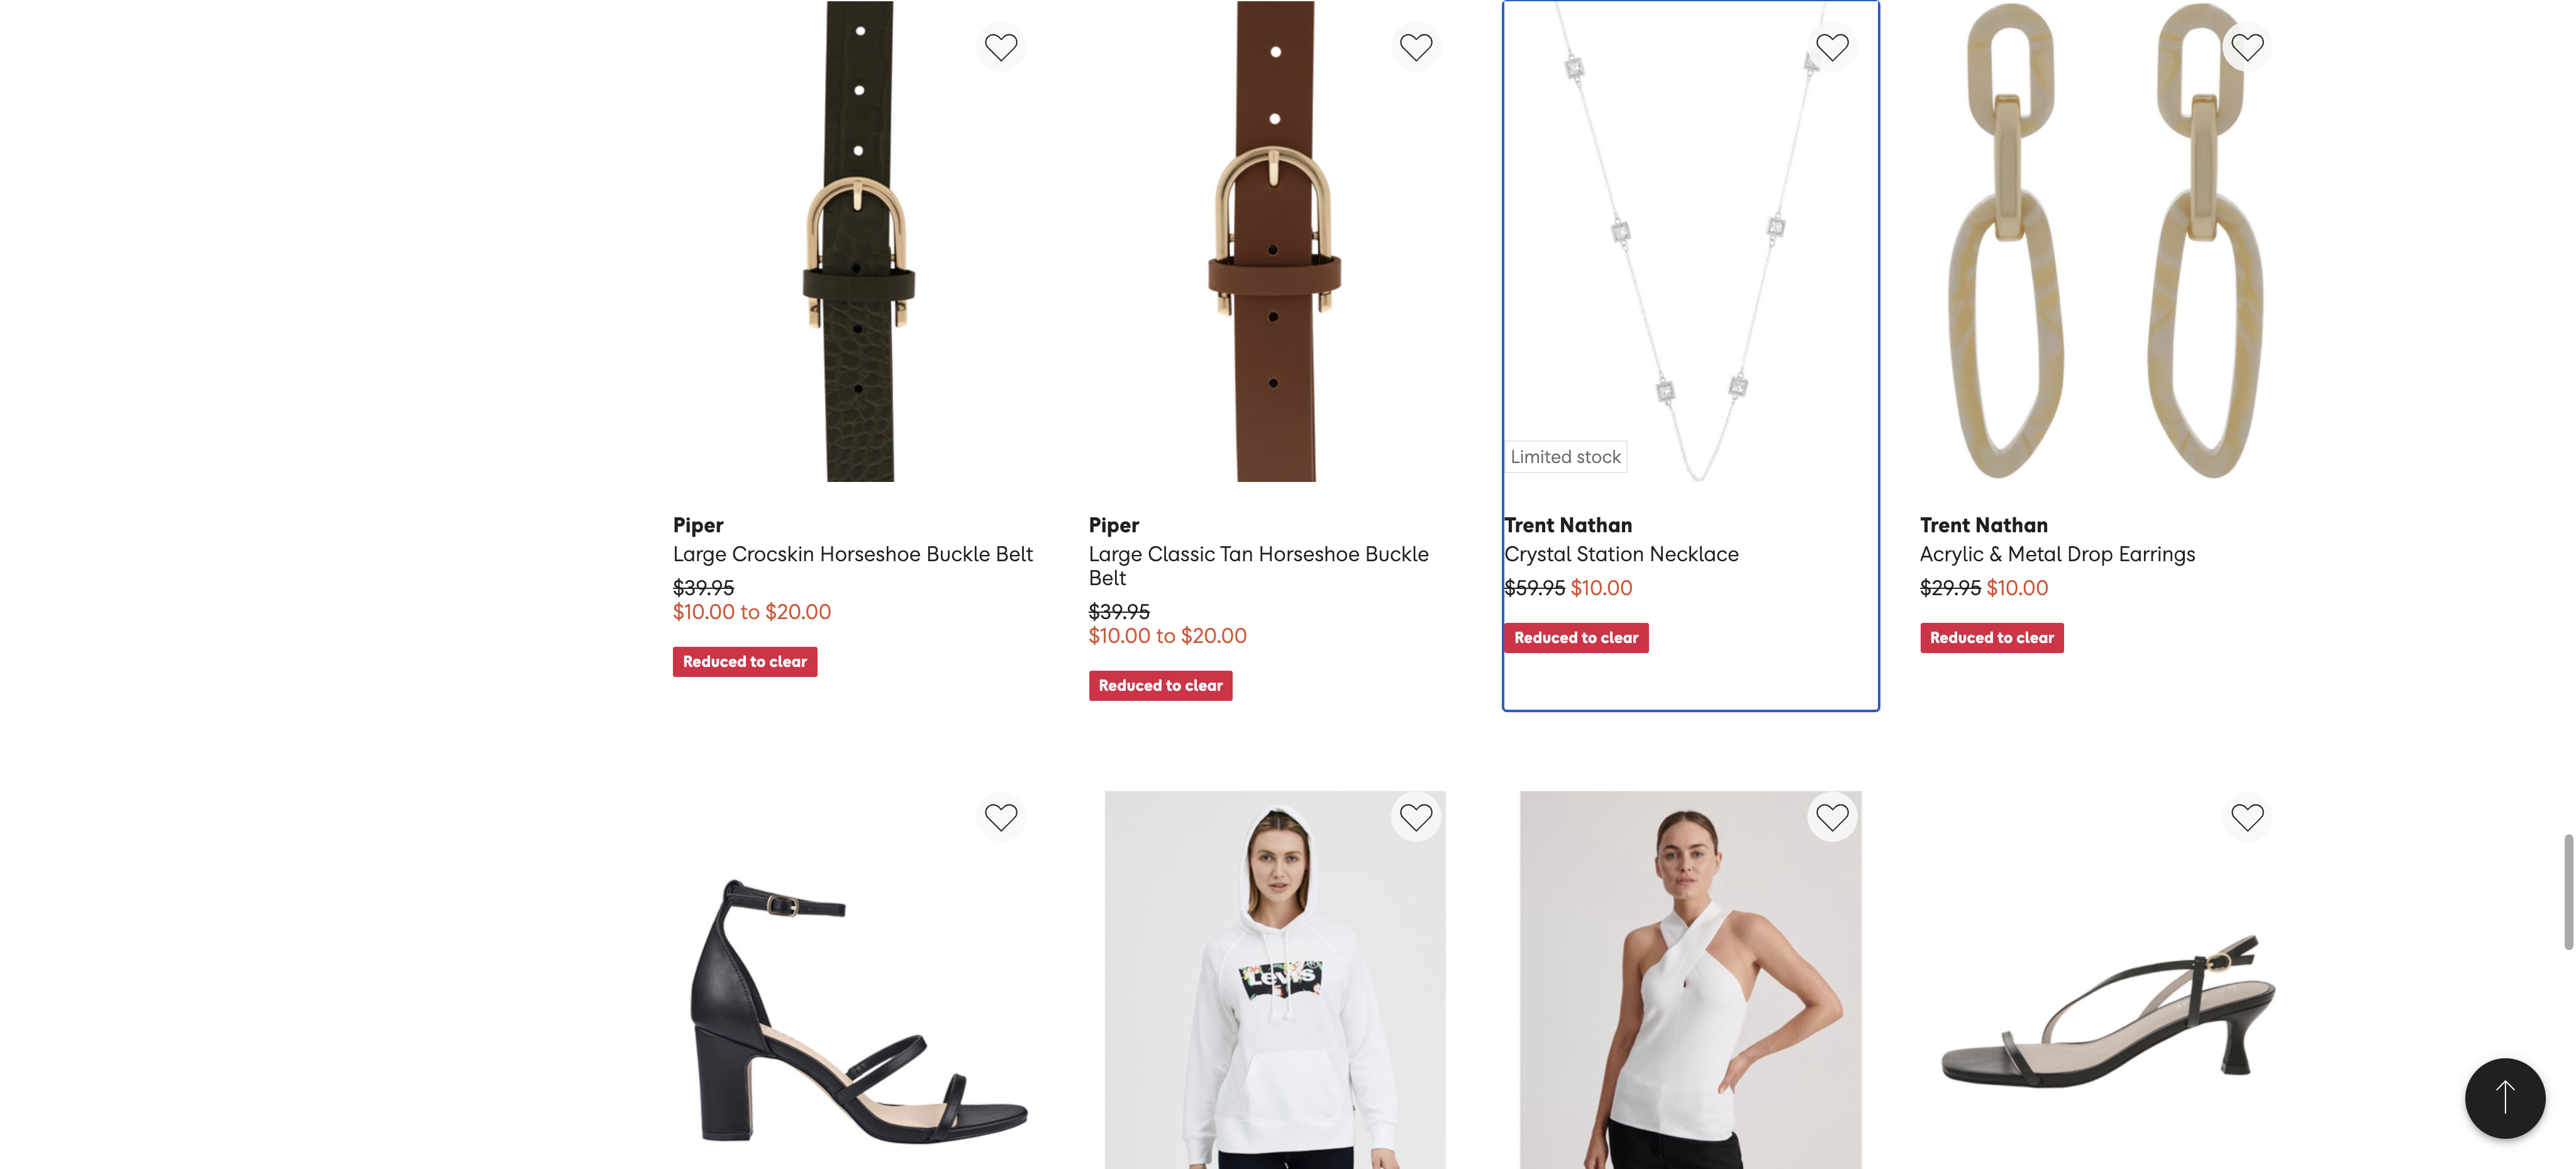 Limited stock
Piper
Large Crocskin Horseshoe Buckle Belt
$39.95
$10.00 to $20.00
Reduced to clear
Piper
Large Classic Tan Horseshoe Buckle
Belt
$39.95
$10.00 to $20.00
Reduced to clear
Trent Nathan
Crystal Station Necklace
$59.95 $10.00
Reduced to clear
Trent Nathan
Acrylic & Metal Drop Earrings
$29.95 $10.00
Reduced to clear
Levi's